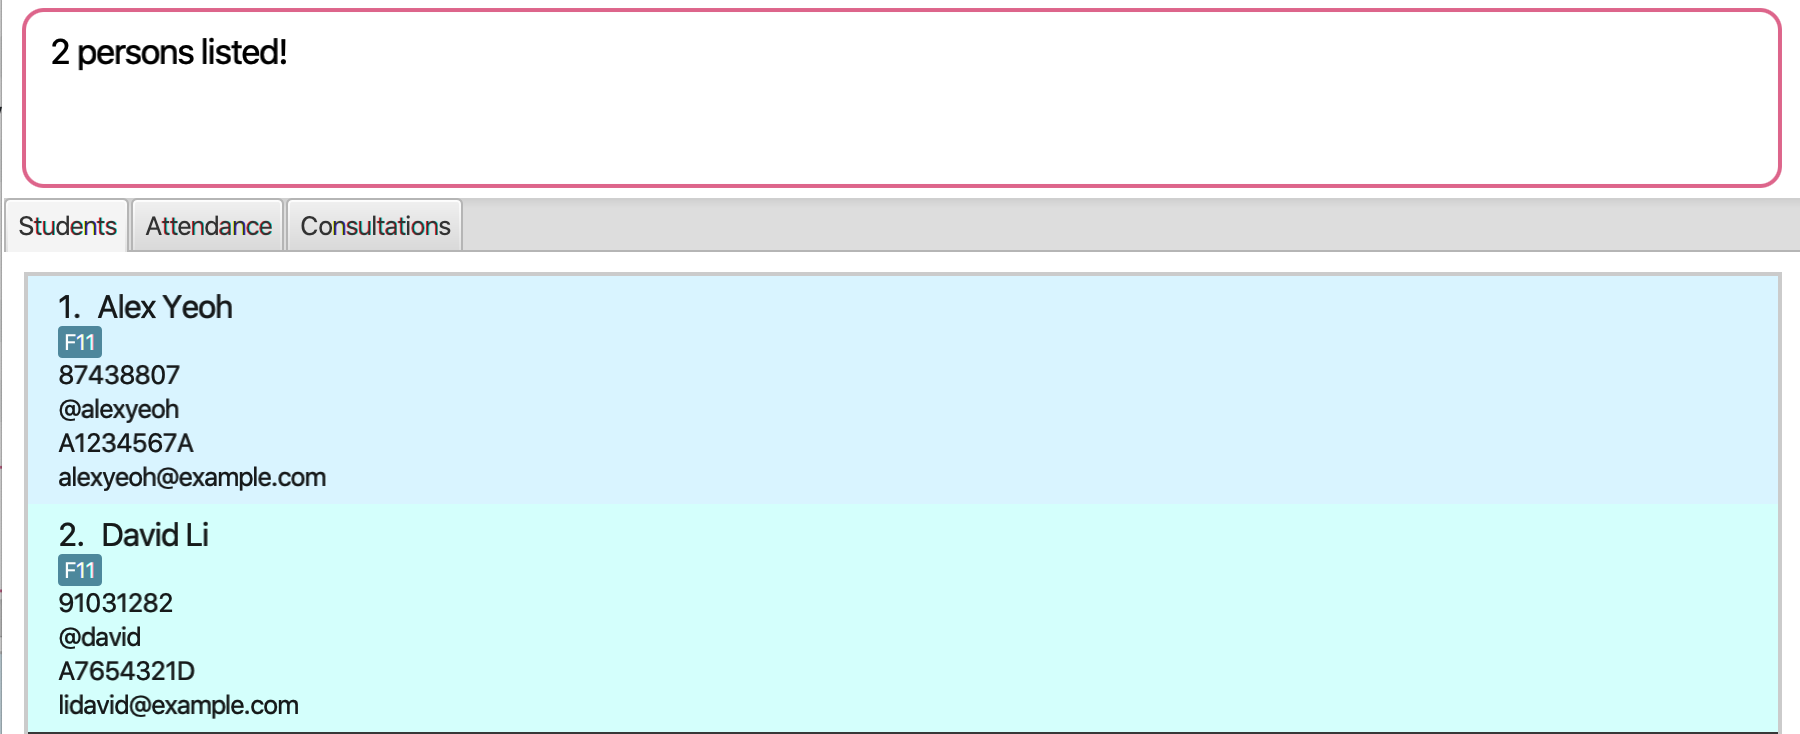 2 persons listed!
Students Attendance Consultations
1. Alex Yeoh
F11
87438807
@alexyeoh
A1234567A
alexyeoh@example.com
2. David Li
F11
91031282
@david
A7654321D
lidavid@example.com